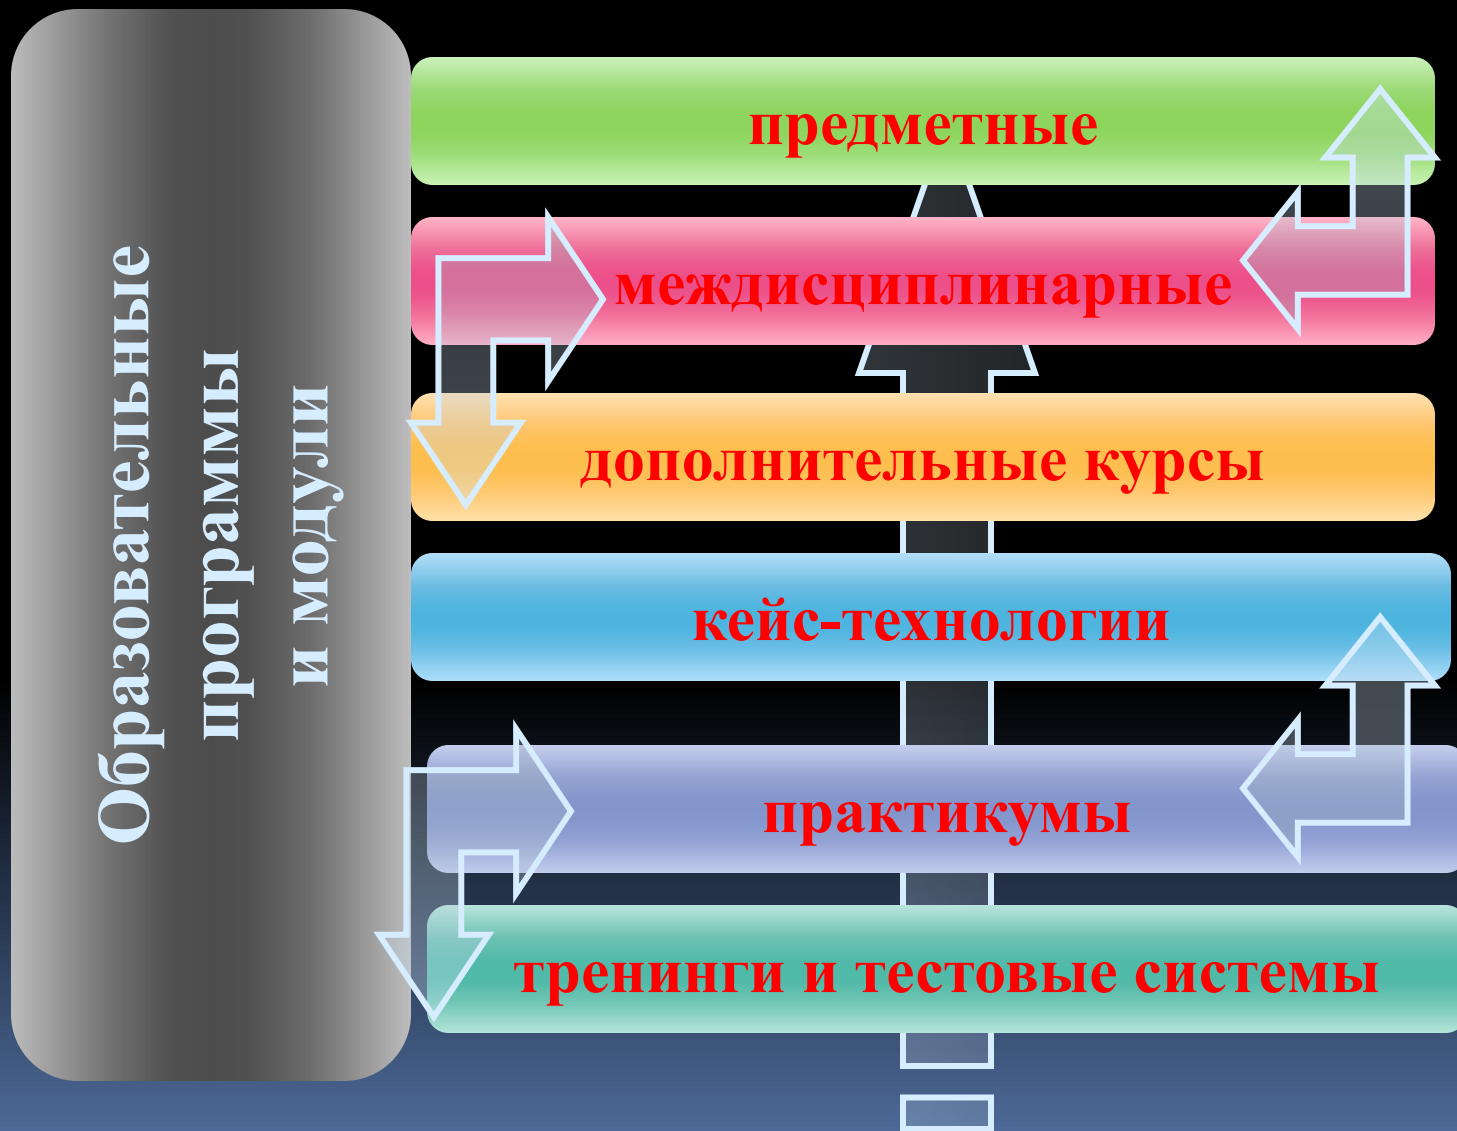 Образовательные
программы
и модули
предметные
междисциплинарные
дополнительные курсы
кейс-технологии
практикумы
тренинги и тестовые системы